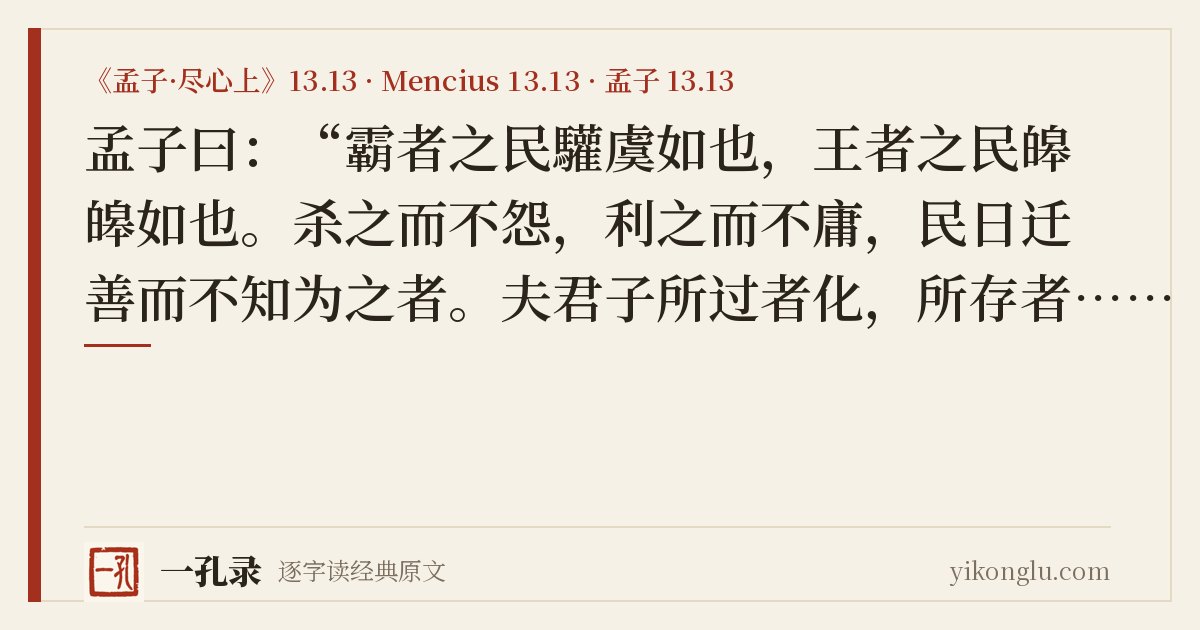 《孟子·尽心上》13.13 · Mencius 13.13 · 孟子 13.13
孟子曰：“霸者之民驩虞如也，王者之民皞
皞如也。杀之而不怨，利之而不庸，民日迁
善而不知为之者。夫君子所过者化，所存者……
一孔
一孔录 逐字读经典原文 yikonglu.com